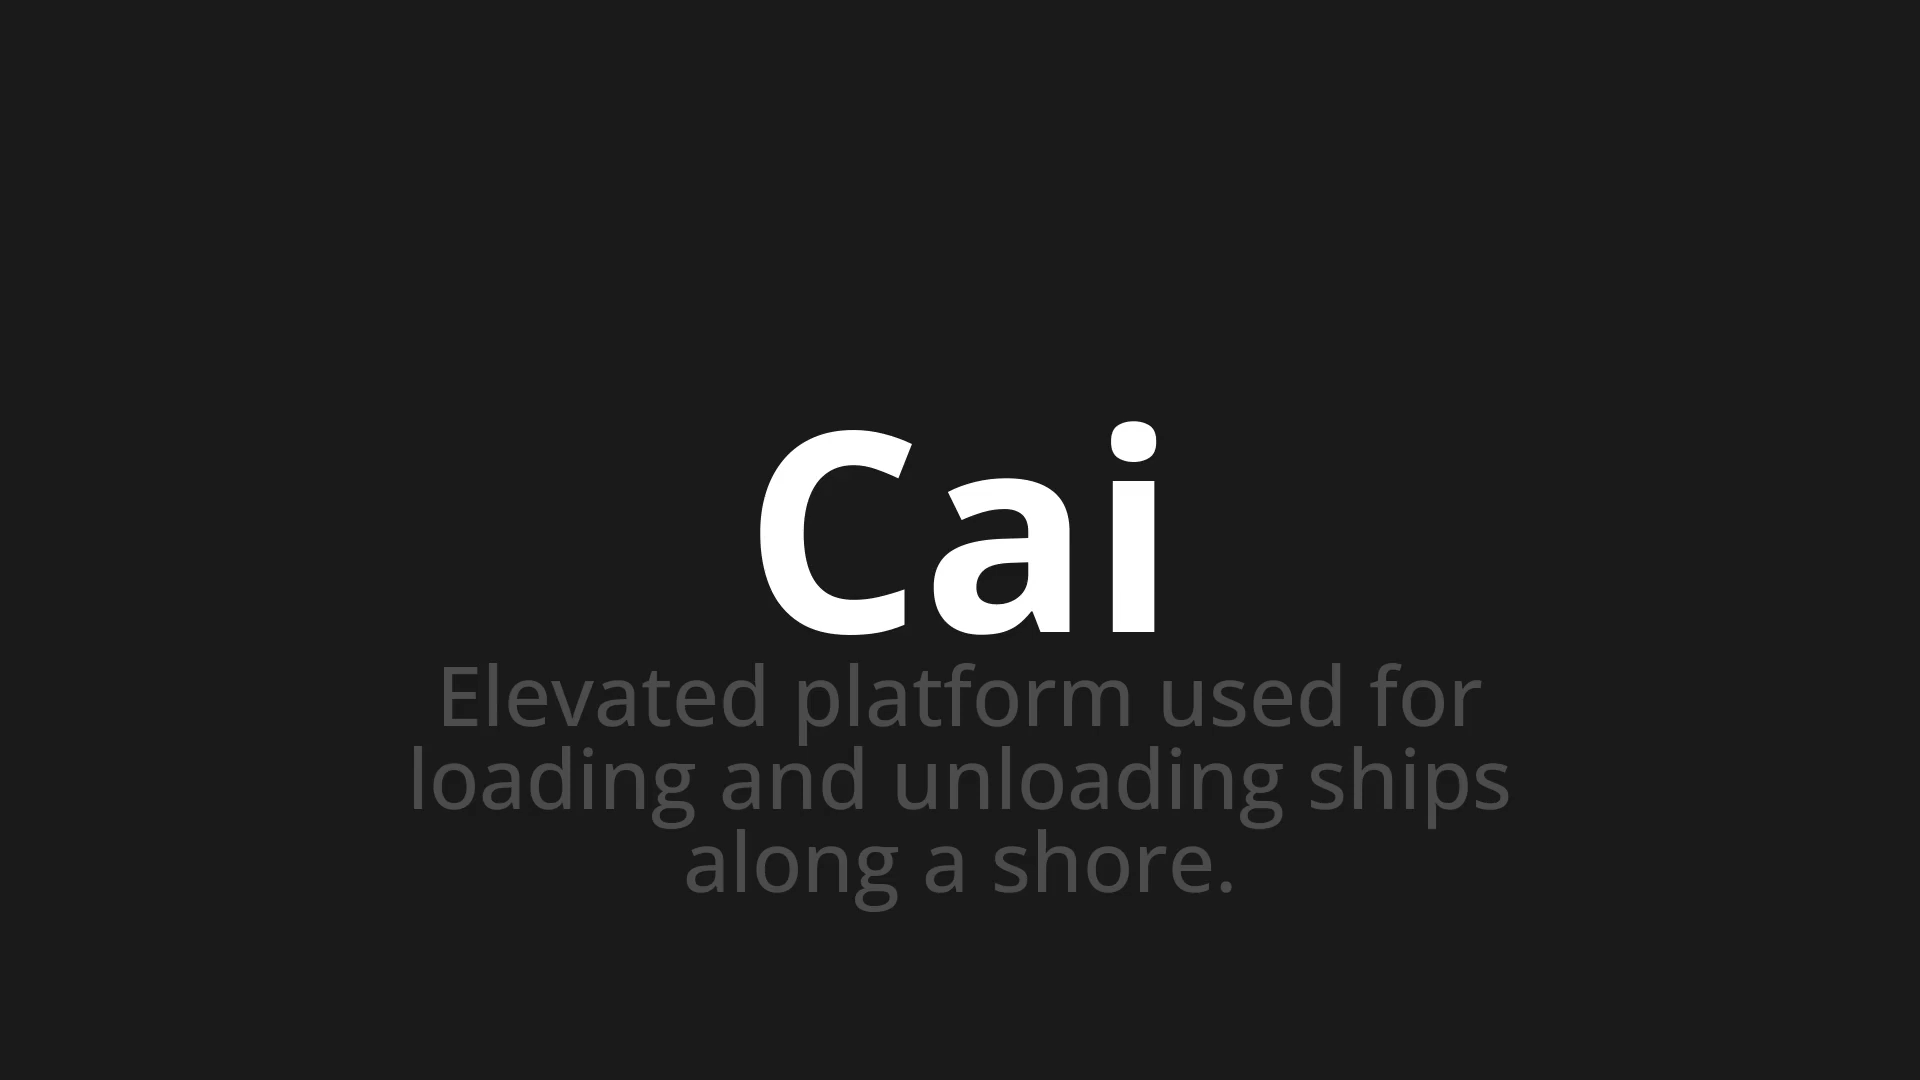 Cai
Elevated platform used for
loading and unloading ships
along a shore.